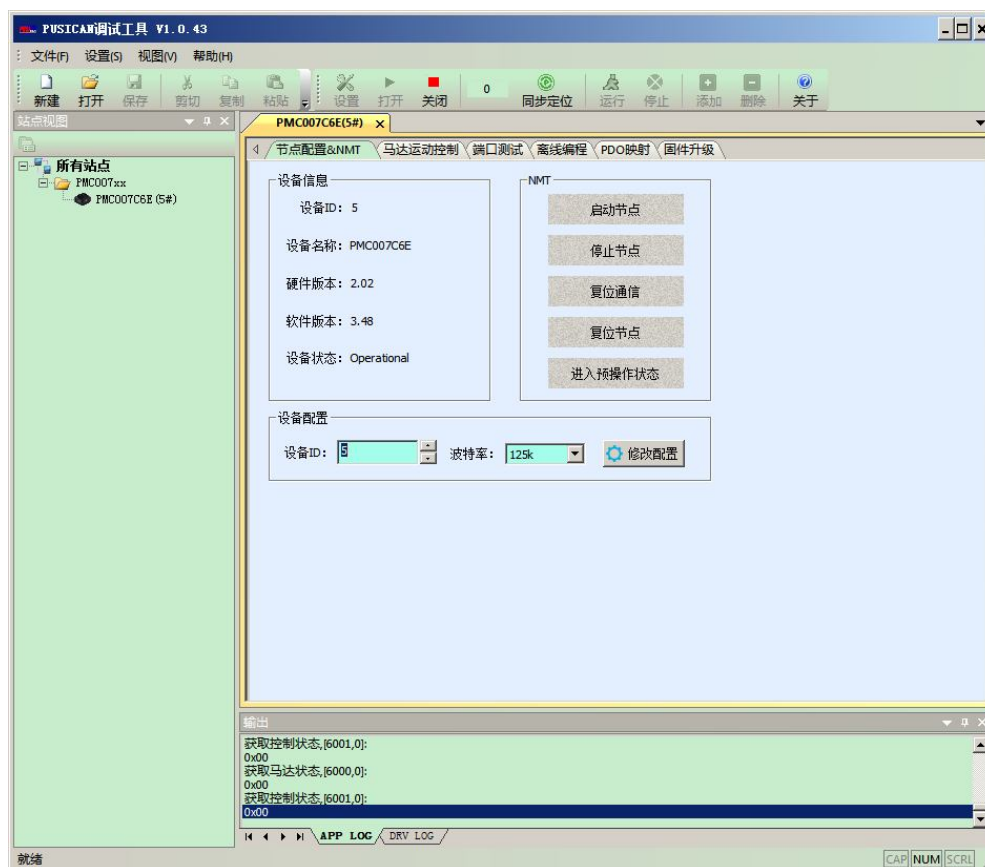 PUSICAN调试工具 V1.0.43
文件(F) 设置(S) 视图(V) 帮助(H)
新建 打开 保存 剪切 复制 粘贴 设置 打开 关闭 0 同步定位 运行 停止 添加 删除 关于
站点视图
所有站点
PMC007xx
PMC007C6E(5#)
PMC007C6E(5#)
节点配置&NMT 马达运动控制 端口测试 离线编程 PDO映射 固件升级
设备信息
设备ID: 5
设备名称: PMC007C6E
硬件版本: 2.02
软件版本: 3.48
设备状态: Operational
NMT
启动节点
停止节点
复位通信
复位节点
进入预操作状态
设备配置
设备ID: 5 波特率: 125k 修改配置
输出
获取控制状态,[6001,0]:
0x00
获取马达状态,[6000,0]:
0x00
获取控制状态,[6001,0]:
0x00
APP LOG DRV LOG
就绪 CAP NUM SCRL